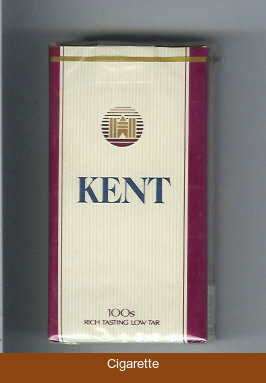 KENT
100s
RICH TASTING LOW TAR
Cigarette